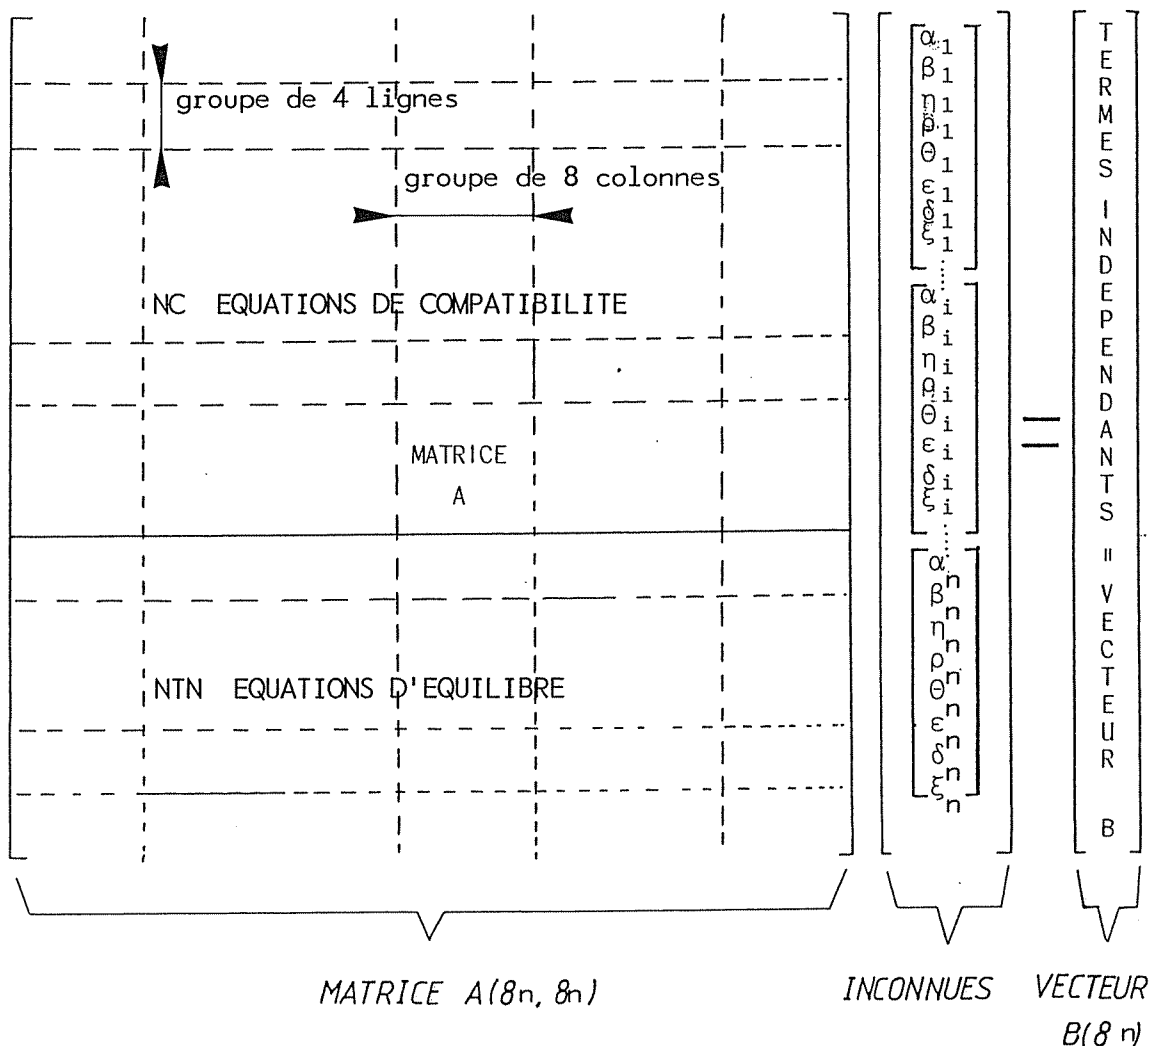 groupe de 4 lignes
groupe de 8 colonnes
NC EQUATIONS DE COMPATIBILITE
MATRICE
A
NTN EQUATIONS D'EQUILIBRE
α1
β1
η1
ρ1
Θ1
ε1
δ1
ξ1
αi
βi
ηi
ρi
Θi
εi
δi
ξi
αn
βn
ηn
ρn
Θn
εn
δn
ξn
=
TERMES INDEPENDANTS = VECTEUR B
MATRICE A(8n, 8n)
INCONNUES
VECTEUR
B(8 n)